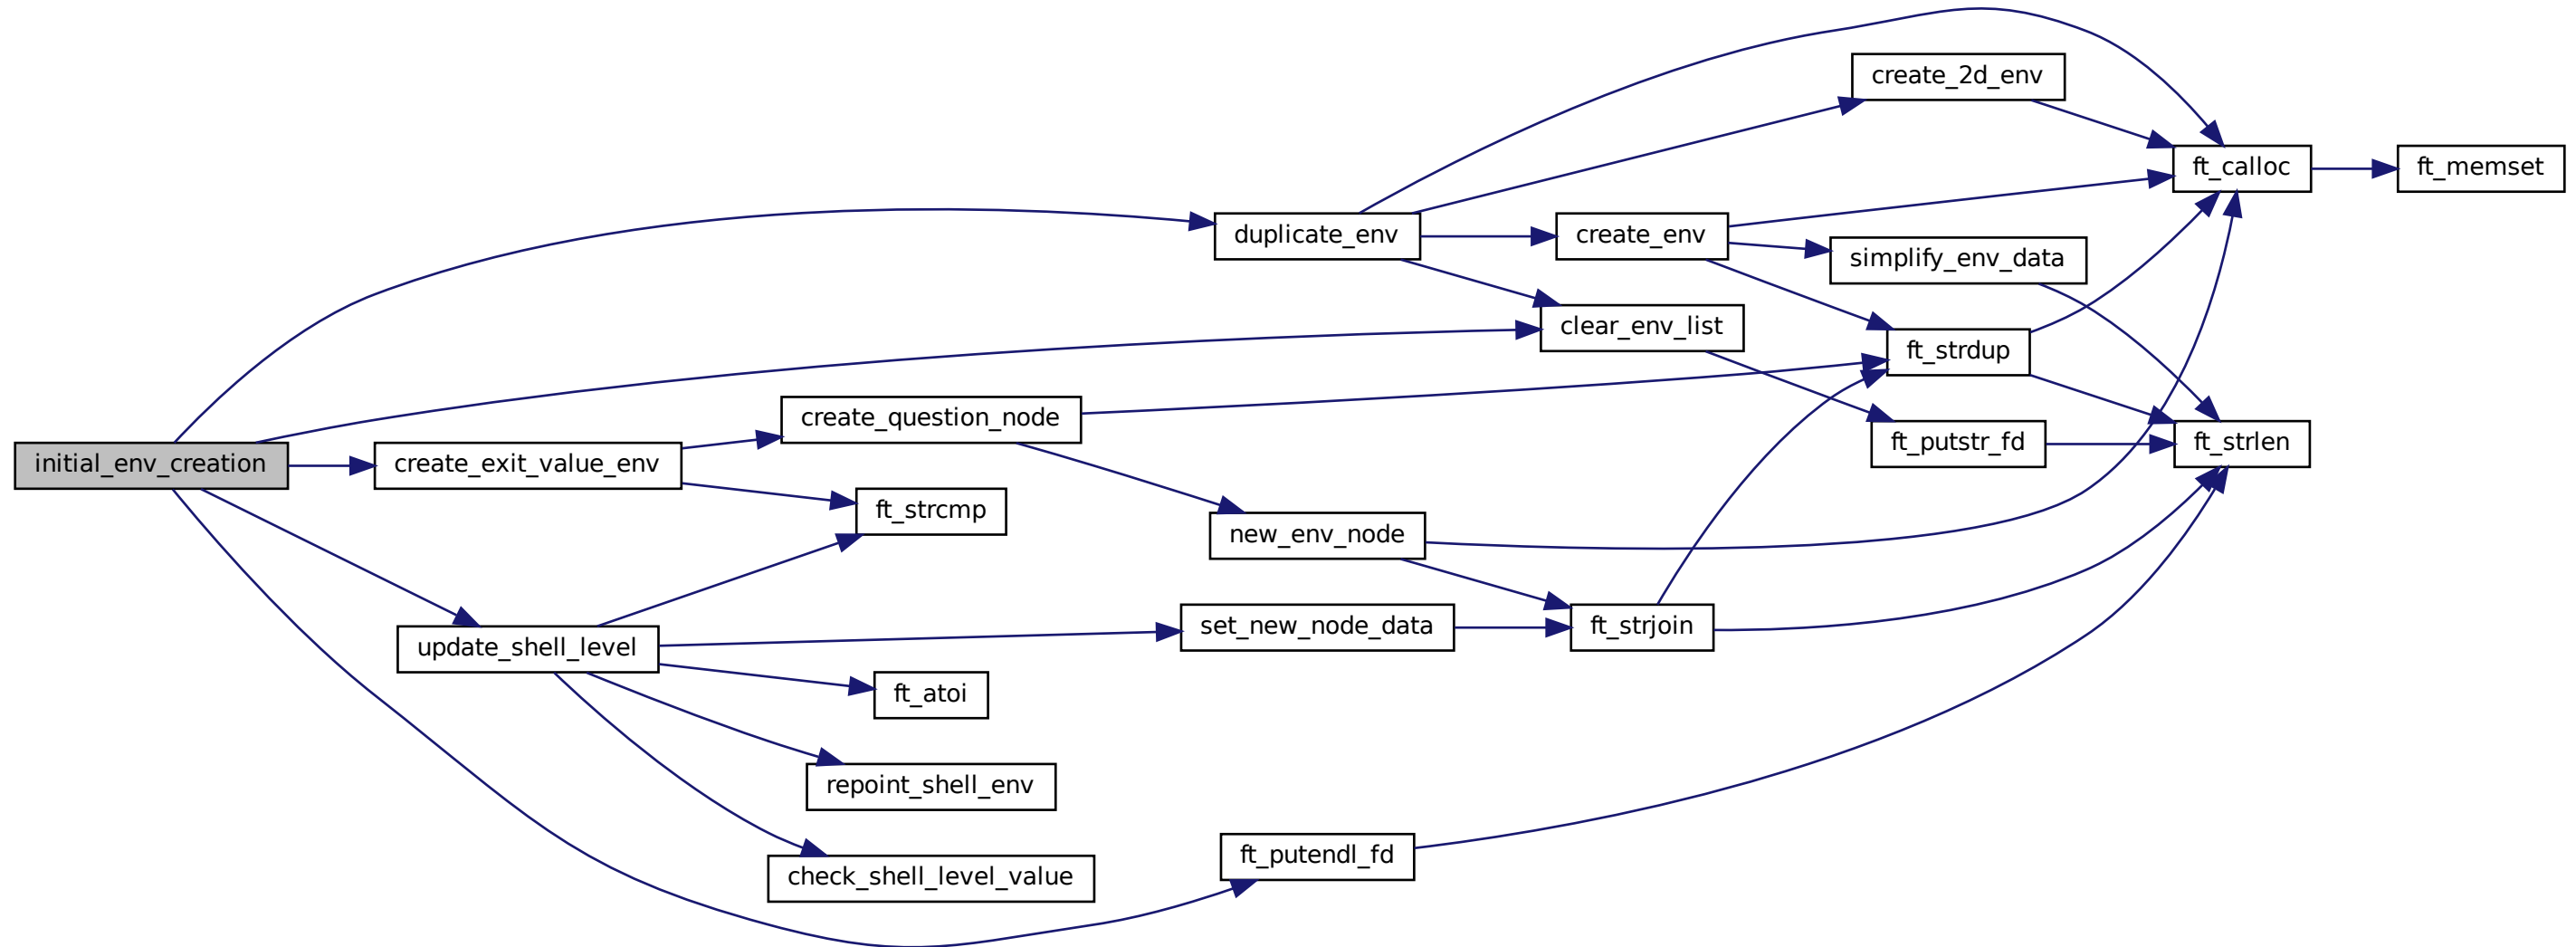 initial_env_creation
duplicate_env
create_2d_env
ft_calloc
ft_memset
create_env
simplify_env_data
clear_env_list
ft_strdup
create_exit_value_env
create_question_node
ft_putstr_fd
ft_strlen
ft_strcmp
new_env_node
update_shell_level
set_new_node_data
ft_strjoin
ft_atoi
repoint_shell_env
check_shell_level_value
ft_putendl_fd